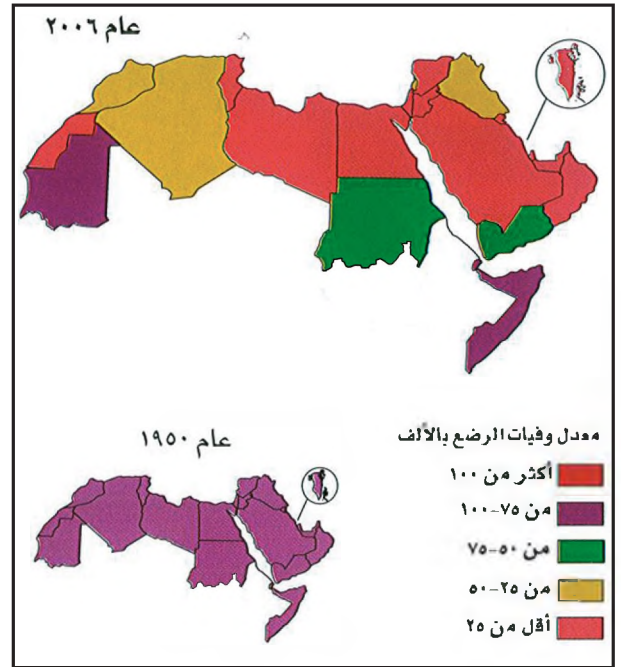 عام ٢٠٠٦
عام ١٩٥٠
معدل وفيات الرضع بالألف
أكثر من ١٠٠
من ٧٥-١٠٠
من ٥٠-٧٥
من ٢٥-٥٠
أقل من ٢٥